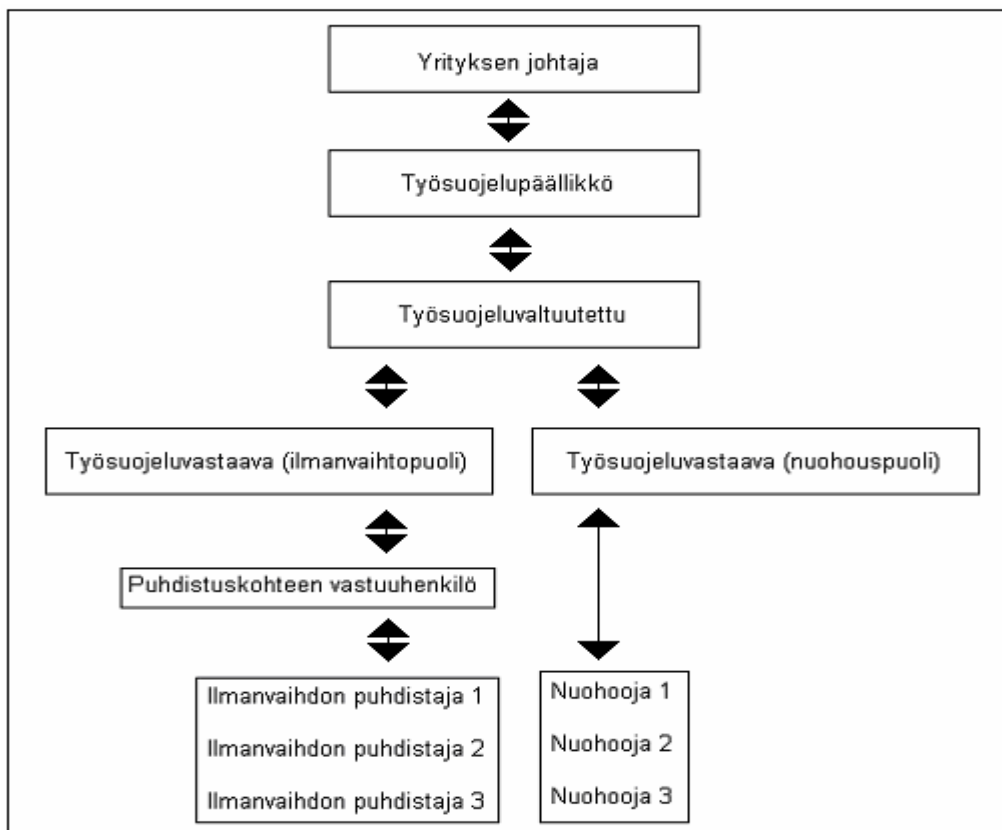 Yrityksen johtaja
Työsuojelupäällikkö
Työsuojeluvaltuutettu
Työsuojeluvastaava (ilmanvaihtopuoli)
Työsuojeluvastaava (nuohouspuoli)
Puhdistuskohteen vastuuhenkilö
Ilmanvaihdon puhdistaja 1
Ilmanvaihdon puhdistaja 2
Ilmanvaihdon puhdistaja 3
Nuohooja 1
Nuohooja 2
Nuohooja 3